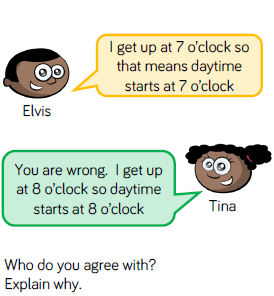 I get up at 7 o'clock so
that means daytime
starts at 7 o'clock
Elvis
You are wrong. I get up
at 8 o'clock so daytime
starts at 8 o'clock
Tina
Who do you agree with?
Explain why.